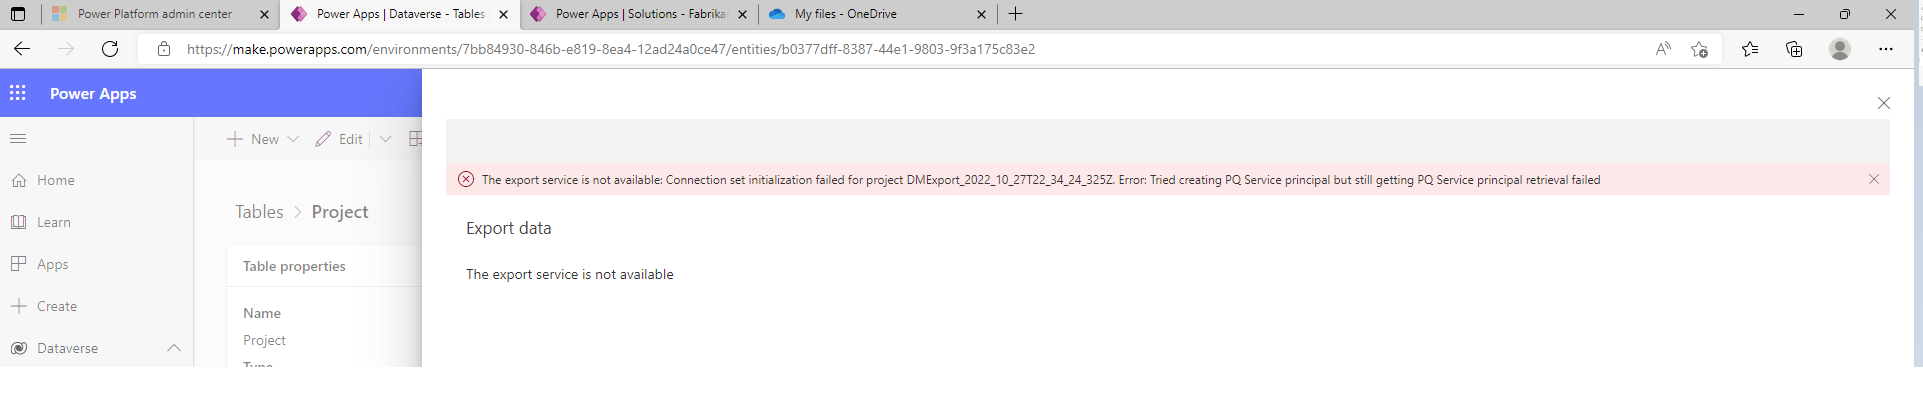 Power Platform admin center
Power Apps | Dataverse - Tables
Power Apps | Solutions - Fabrika
My files - OneDrive
https://make.powerapps.com/environments/7bb84930-846b-e819-8ea4-12ad24a0ce47/entities/b0377dff-8387-44e1-9803-9f3a175c83e2
Power Apps
New
Edit
The export service is not available: Connection set initialization failed for project DMExport_2022_10_27T22_34_24_325Z. Error: Tried creating PQ Service principal but still getting PQ Service principal retrieval failed
Home
Learn
Apps
Create
Dataverse
Tables > Project
Table properties
Name
Project
Type
Export data
The export service is not available